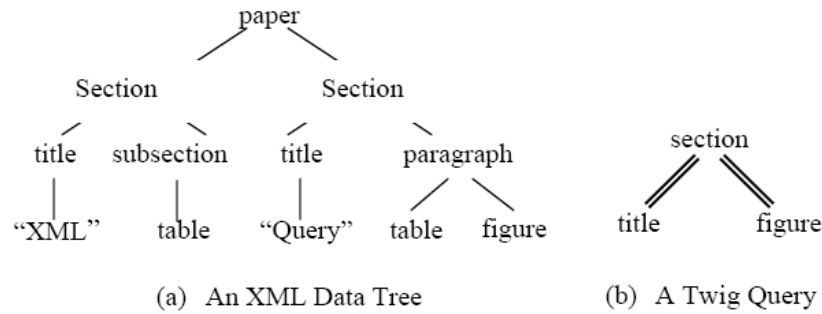 paper
Section Section
section
title subsection title paragraph
title figure
“XML” table “Query” table figure
(a) An XML Data Tree (b) A Twig Query